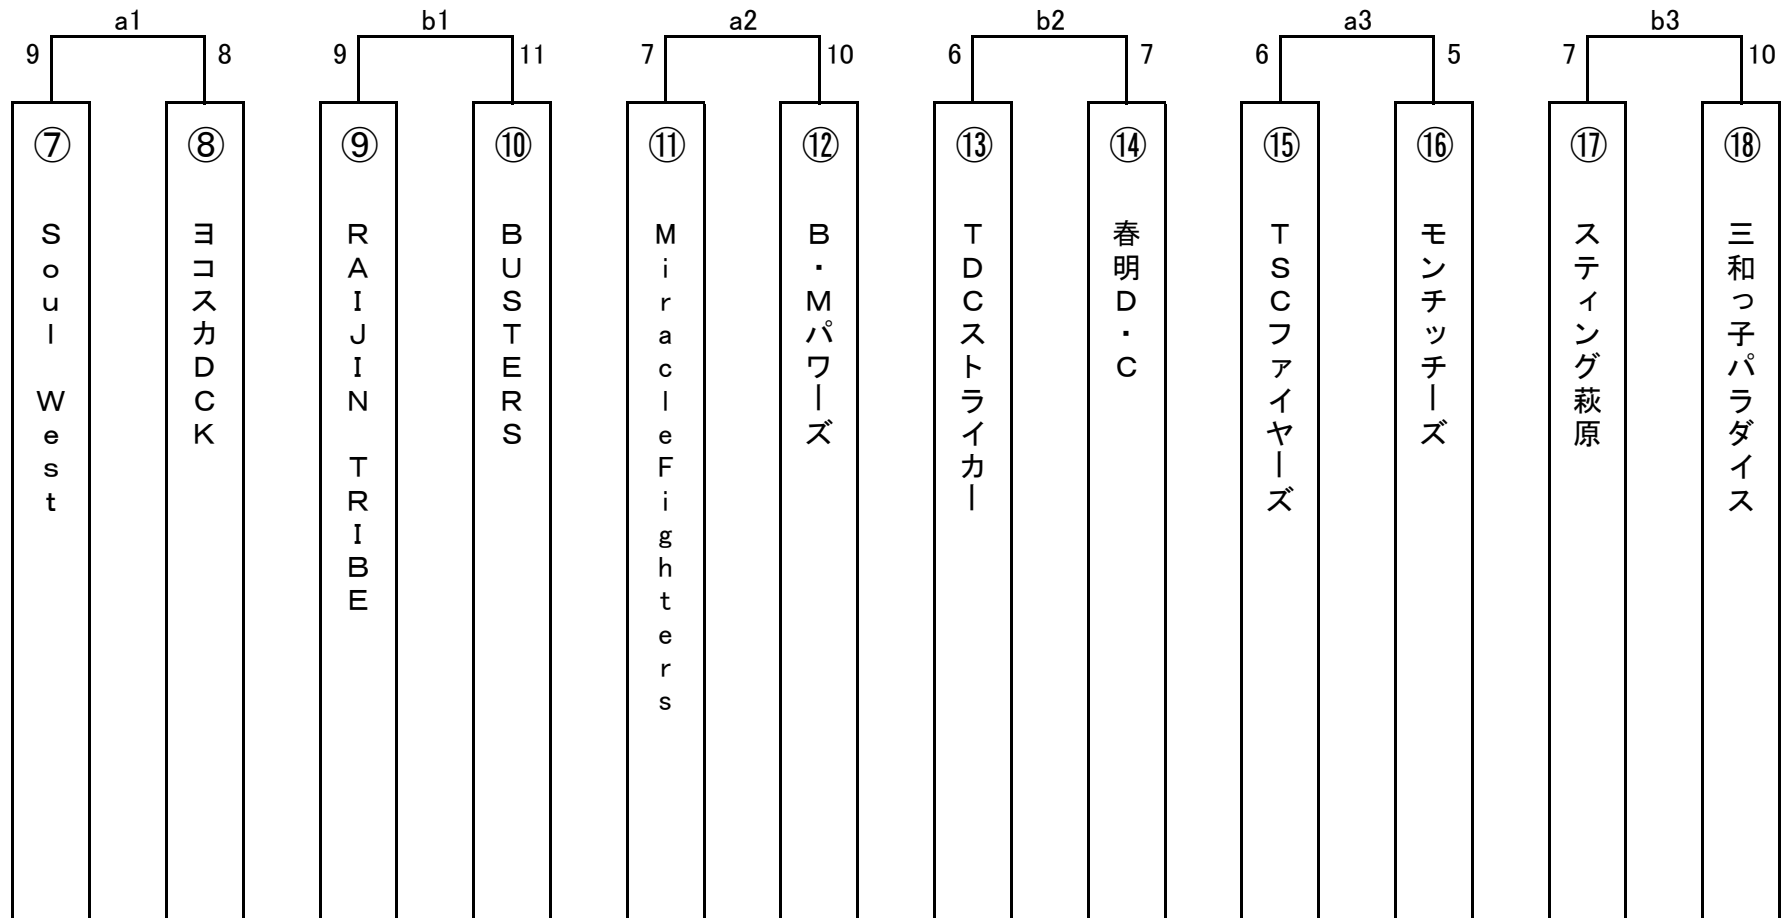 a1 b1 a2 b2 a3 b3
9 8 9 11 7 10 6 7 6 5 7 10
⑦ ⑧ ⑨ ⑩ ⑪ ⑫ ⑬ ⑭ ⑮ ⑯ ⑰ ⑱
Soul West
ヨコスカDCK
RAIJIN TRIBE
BUSTERS
MiracleFighters
B・Mパワーズ
TDCストライカー
春明D・C
TSCファイヤーズ
モンチッチーズ
スティング萩原
三和っ子パラダイス